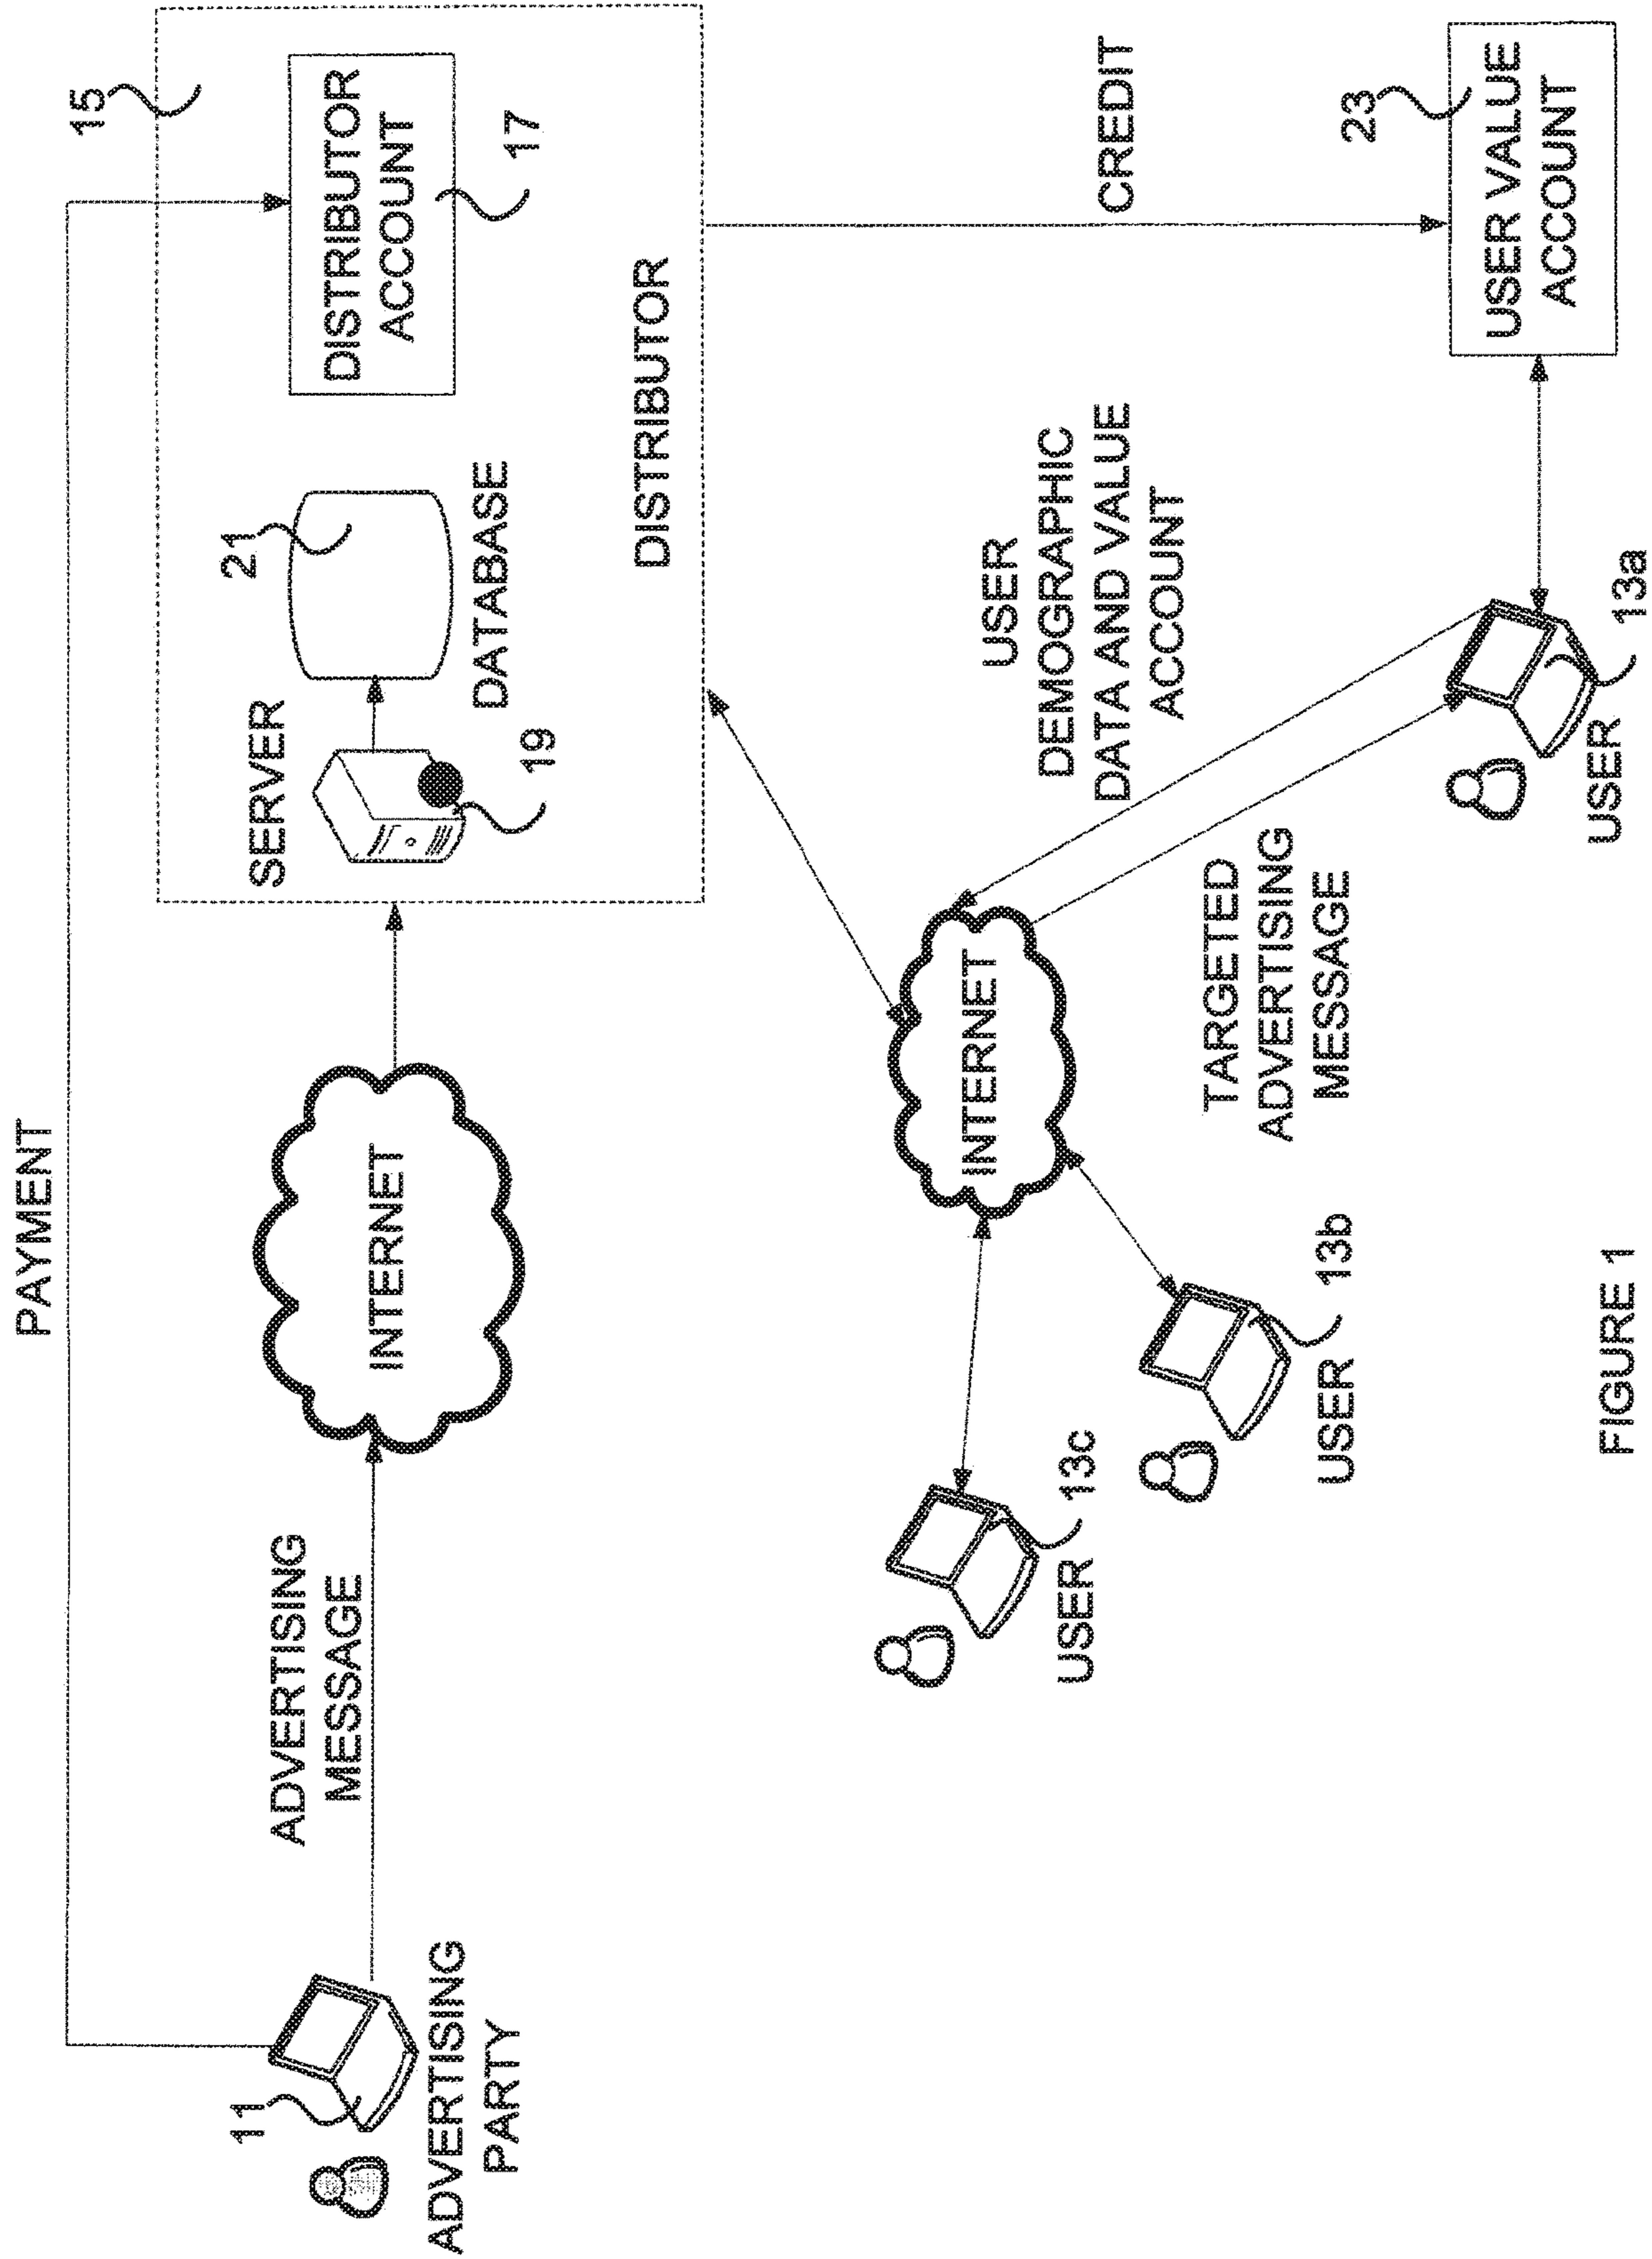 PAYMENT
15
11
ADVERTISING
MESSAGE
INTERNET
SERVER
21
DISTRIBUTOR
ACCOUNT
17
19
DATABASE
ADVERTISING
PARTY
DISTRIBUTOR
INTERNET
USER
DEMOGRAPHIC
DATA AND VALUE
ACCOUNT
CREDIT
13c
USER
TARGETED
ADVERTISING
MESSAGE
13b
USER
23
USER VALUE
ACCOUNT
USER
13a
FIGURE 1